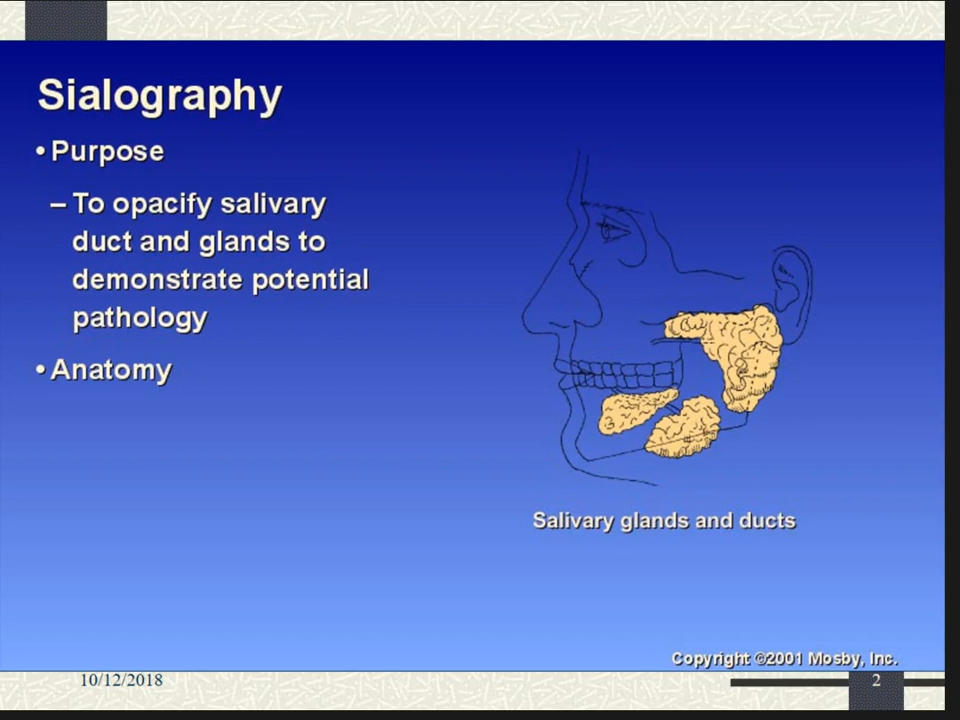 Sialography
• Purpose
– To opacify salivary
duct and glands to
demonstrate potential
pathology
• Anatomy
Salivary glands and ducts
Copyright ©2001 Mosby, Inc.
10/12/2018
2